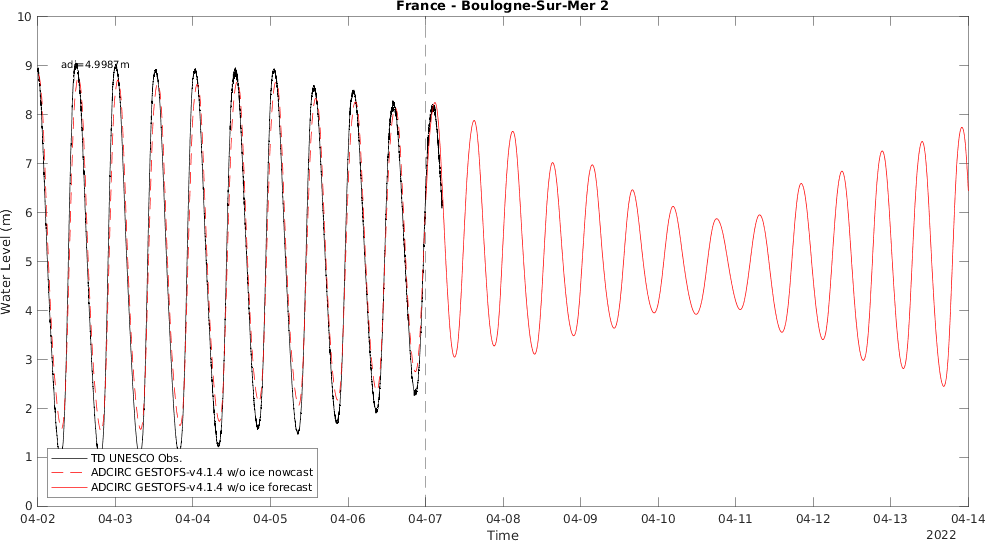 France - Boulogne-Sur-Mer 2
10
9
8
7
6
5
4
3
2
1
0
Water Level (m)
adj=4.9987m
TD UNESCO Obs.
ADCIRC GESTOFS-v4.1.4 w/o ice nowcast
ADCIRC GESTOFS-v4.1.4 w/o ice forecast
04-02 04-03 04-04 04-05 04-06 04-07 04-08 04-09 04-10 04-11 04-12 04-13 04-14
Time
2022